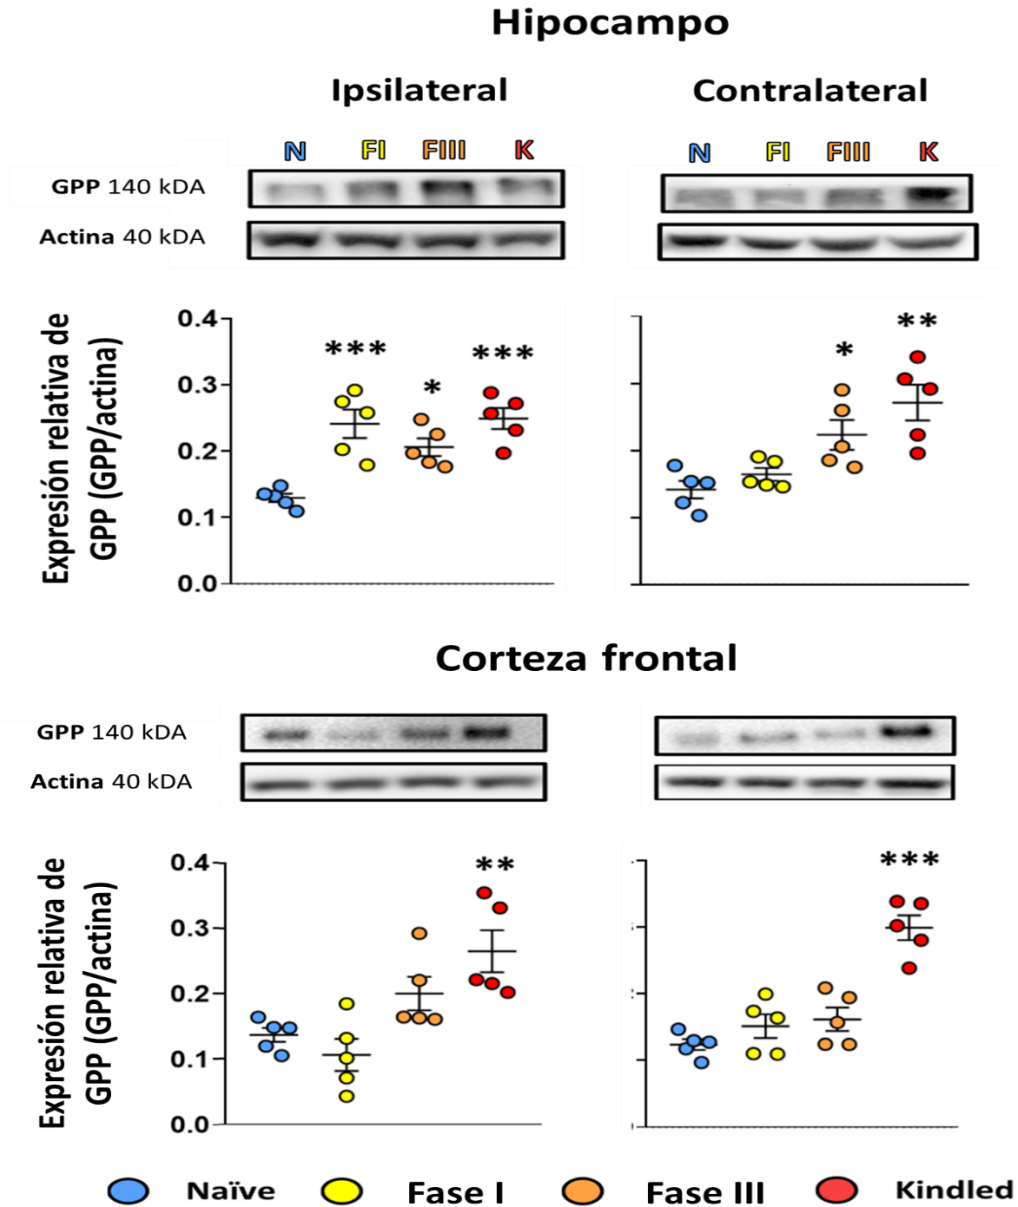 Hipocampo
Ipsilateral
Contralateral
N FI FIII K
N FI FIII K
GPP 140 kDA
Actina 40 kDA
Expresión relativa de
GPP (GPP/actina)
0.4
0.3
0.2
0.1
0.0
*** * ***
* **
Corteza frontal
GPP 140 kDA
Actina 40 kDA
Expresión relativa de
GPP (GPP/actina)
0.4
0.3
0.2
0.1
0.0
**
***
Naïve Fase I Fase III Kindled